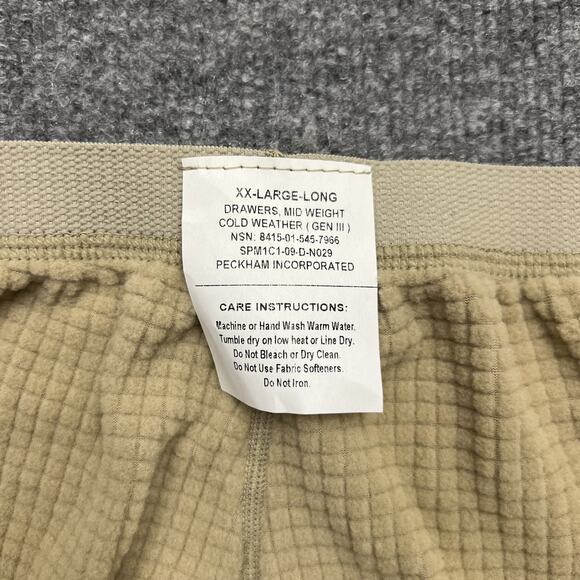 XX-LARGE-LONG
DRAWERS, MID WEIGHT
COLD WEATHER ( GEN III )
NSN: 8415-01-545-7966
SPM1C1-09-D-N029
PECKHAM INCORPORATED
CARE INSTRUCTIONS:
Machine or Hand Wash Warm Water.
Tumble dry on low heat or Line Dry.
Do Not Bleach or Dry Clean.
Do Not Use Fabric Softeners.
Do Not Iron.